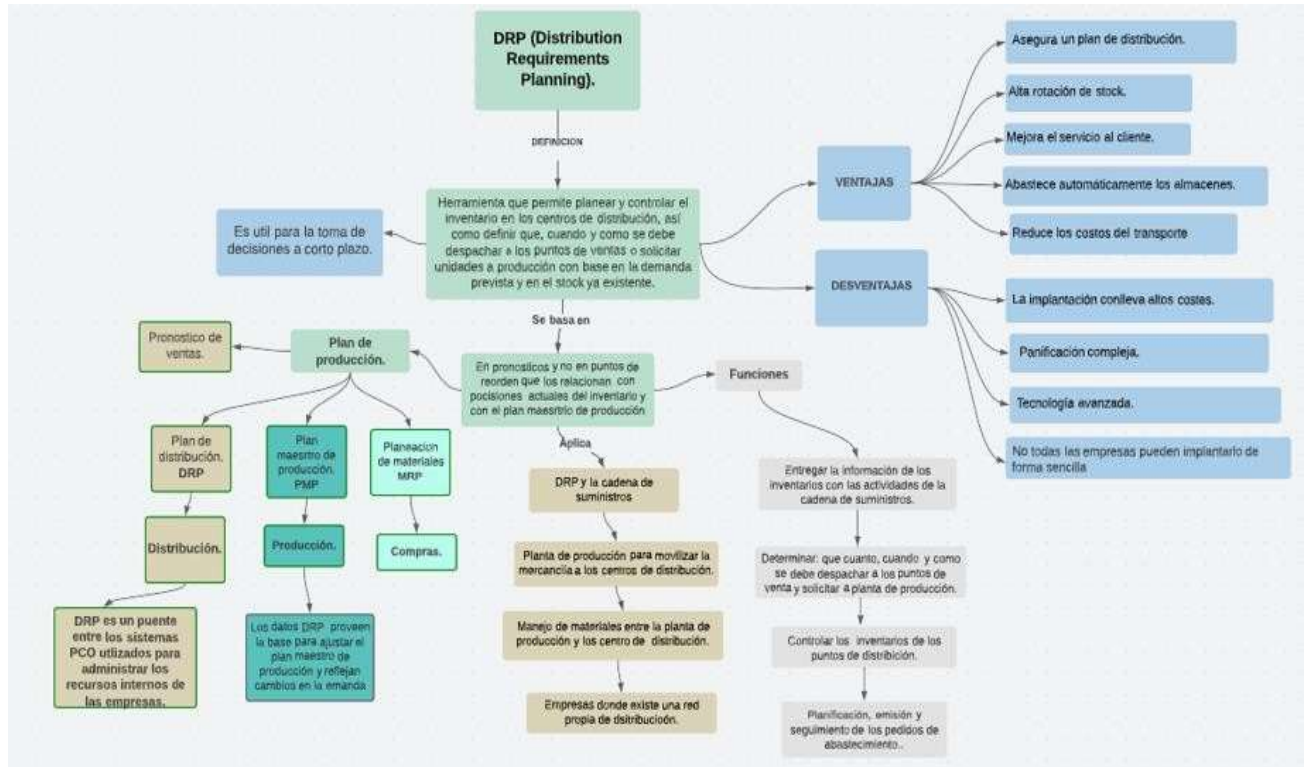 DRP (Distribution
Requirements
Planning).
DEFINICION
Herramienta que permite planear y controlar el
inventario en los centros de distribución, así
como definir que, cuando y como se debe
despachar a los puntos de ventas o solicitar
unidades a producción con base en la demanda
prevista y en el stock ya existente.
Es util para la toma de
decisiones a corto plazo.
VENTAJAS
Asegura un plan de distribución.
Alta rotación de stock.
Mejora el servicio al cliente.
Abastece automáticamente los almacenes.
Reduce los costos del transporte
DESVENTAJAS
La implantación conlleva altos costes.
Panificación compleja.
Tecnología avanzada.
No todas las empresas pueden implantarlo de
forma sencilla
Se basa en
En pronosticos y no en puntos de
reorden que los relacionan con
pocisiones actuales del inventario y
con el plan maesrtrio de producción
Plan de
producción.
Pronostico de
ventas.
Plan de
distribución.
DRP
Distribución.
DRP es un puente
entre los sistemas
PCO utlizados para
administrar los
recursos internos de
las empresas.
Plan
maesrtro de
producción.
PMP
Producción.
Los datos DRP proveen
la base para ajustar el
plan maestro de
producción y reflejan
cambios en la emanda
Planeacion
de materiales
MRP
Compras.
Aplica
DRP y la cadena de
suministros
Planta de producción para movilizar la
mercanciia a los centros de distribución.
Manejo de materiales entre la planta de
producción y los centro de distribución.
Empresas donde existe una red
propia de dsitribucioón.
Funciones
Entregar la información de los
inventarios con las actividades de la
cadena de suministros.
Determinar: que cuanto, cuando y como
se debe despachar a los puntos de
venta y solicitar a planta de producción.
Controlar los inventarios de los
puntos de distribición.
Planificación, emisión y
seguimiento de los pedidos de
abastecimiento..